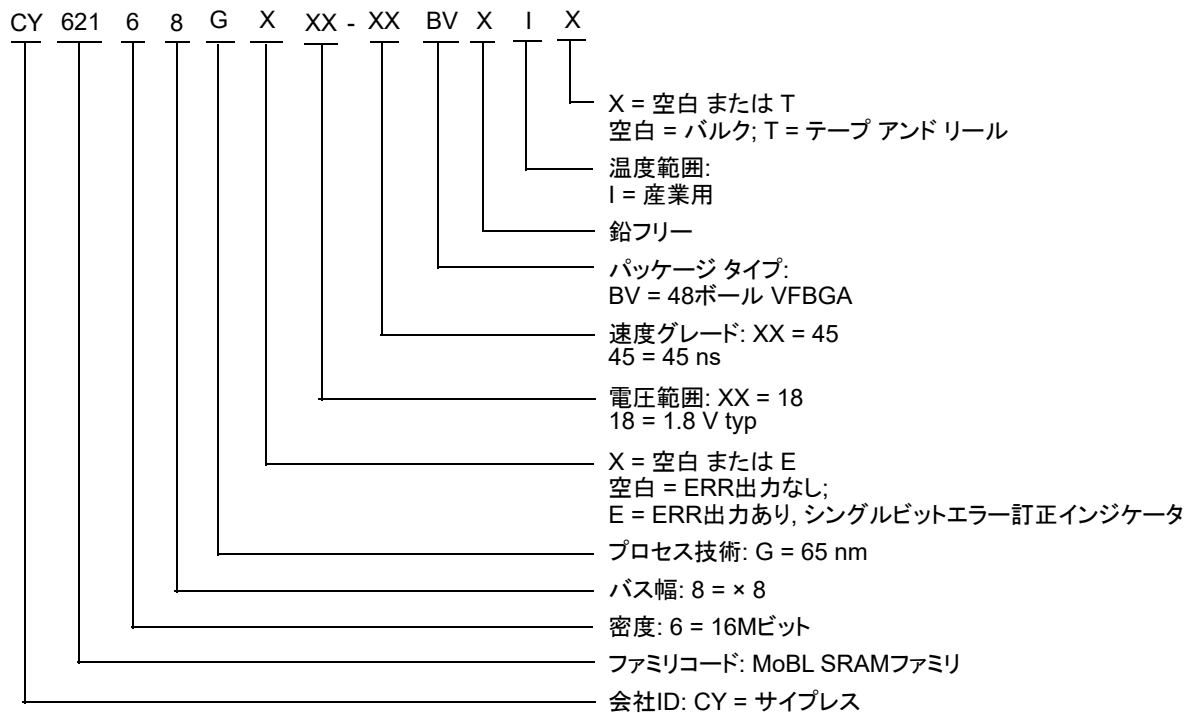 CY 621 6 8 G X XX - XX BV X I X
X = 空白 または T
空白 = バルク; T = テープ アンド リール
温度範囲:
I = 産業用
鉛フリー
パッケージ タイプ:
BV = 48ボール VFBGA
速度グレード: XX = 45
45 = 45 ns
電圧範囲: XX = 18
18 = 1.8 V typ
X = 空白 または E
空白 = ERR出力なし;
E = ERR出力あり, シングルビットエラー訂正インジケータ
プロセス技術: G = 65 nm
バス幅: 8 = × 8
密度: 6 = 16Mビット
ファミリコード: MoBL SRAMファミリ
会社ID: CY = サイプレス